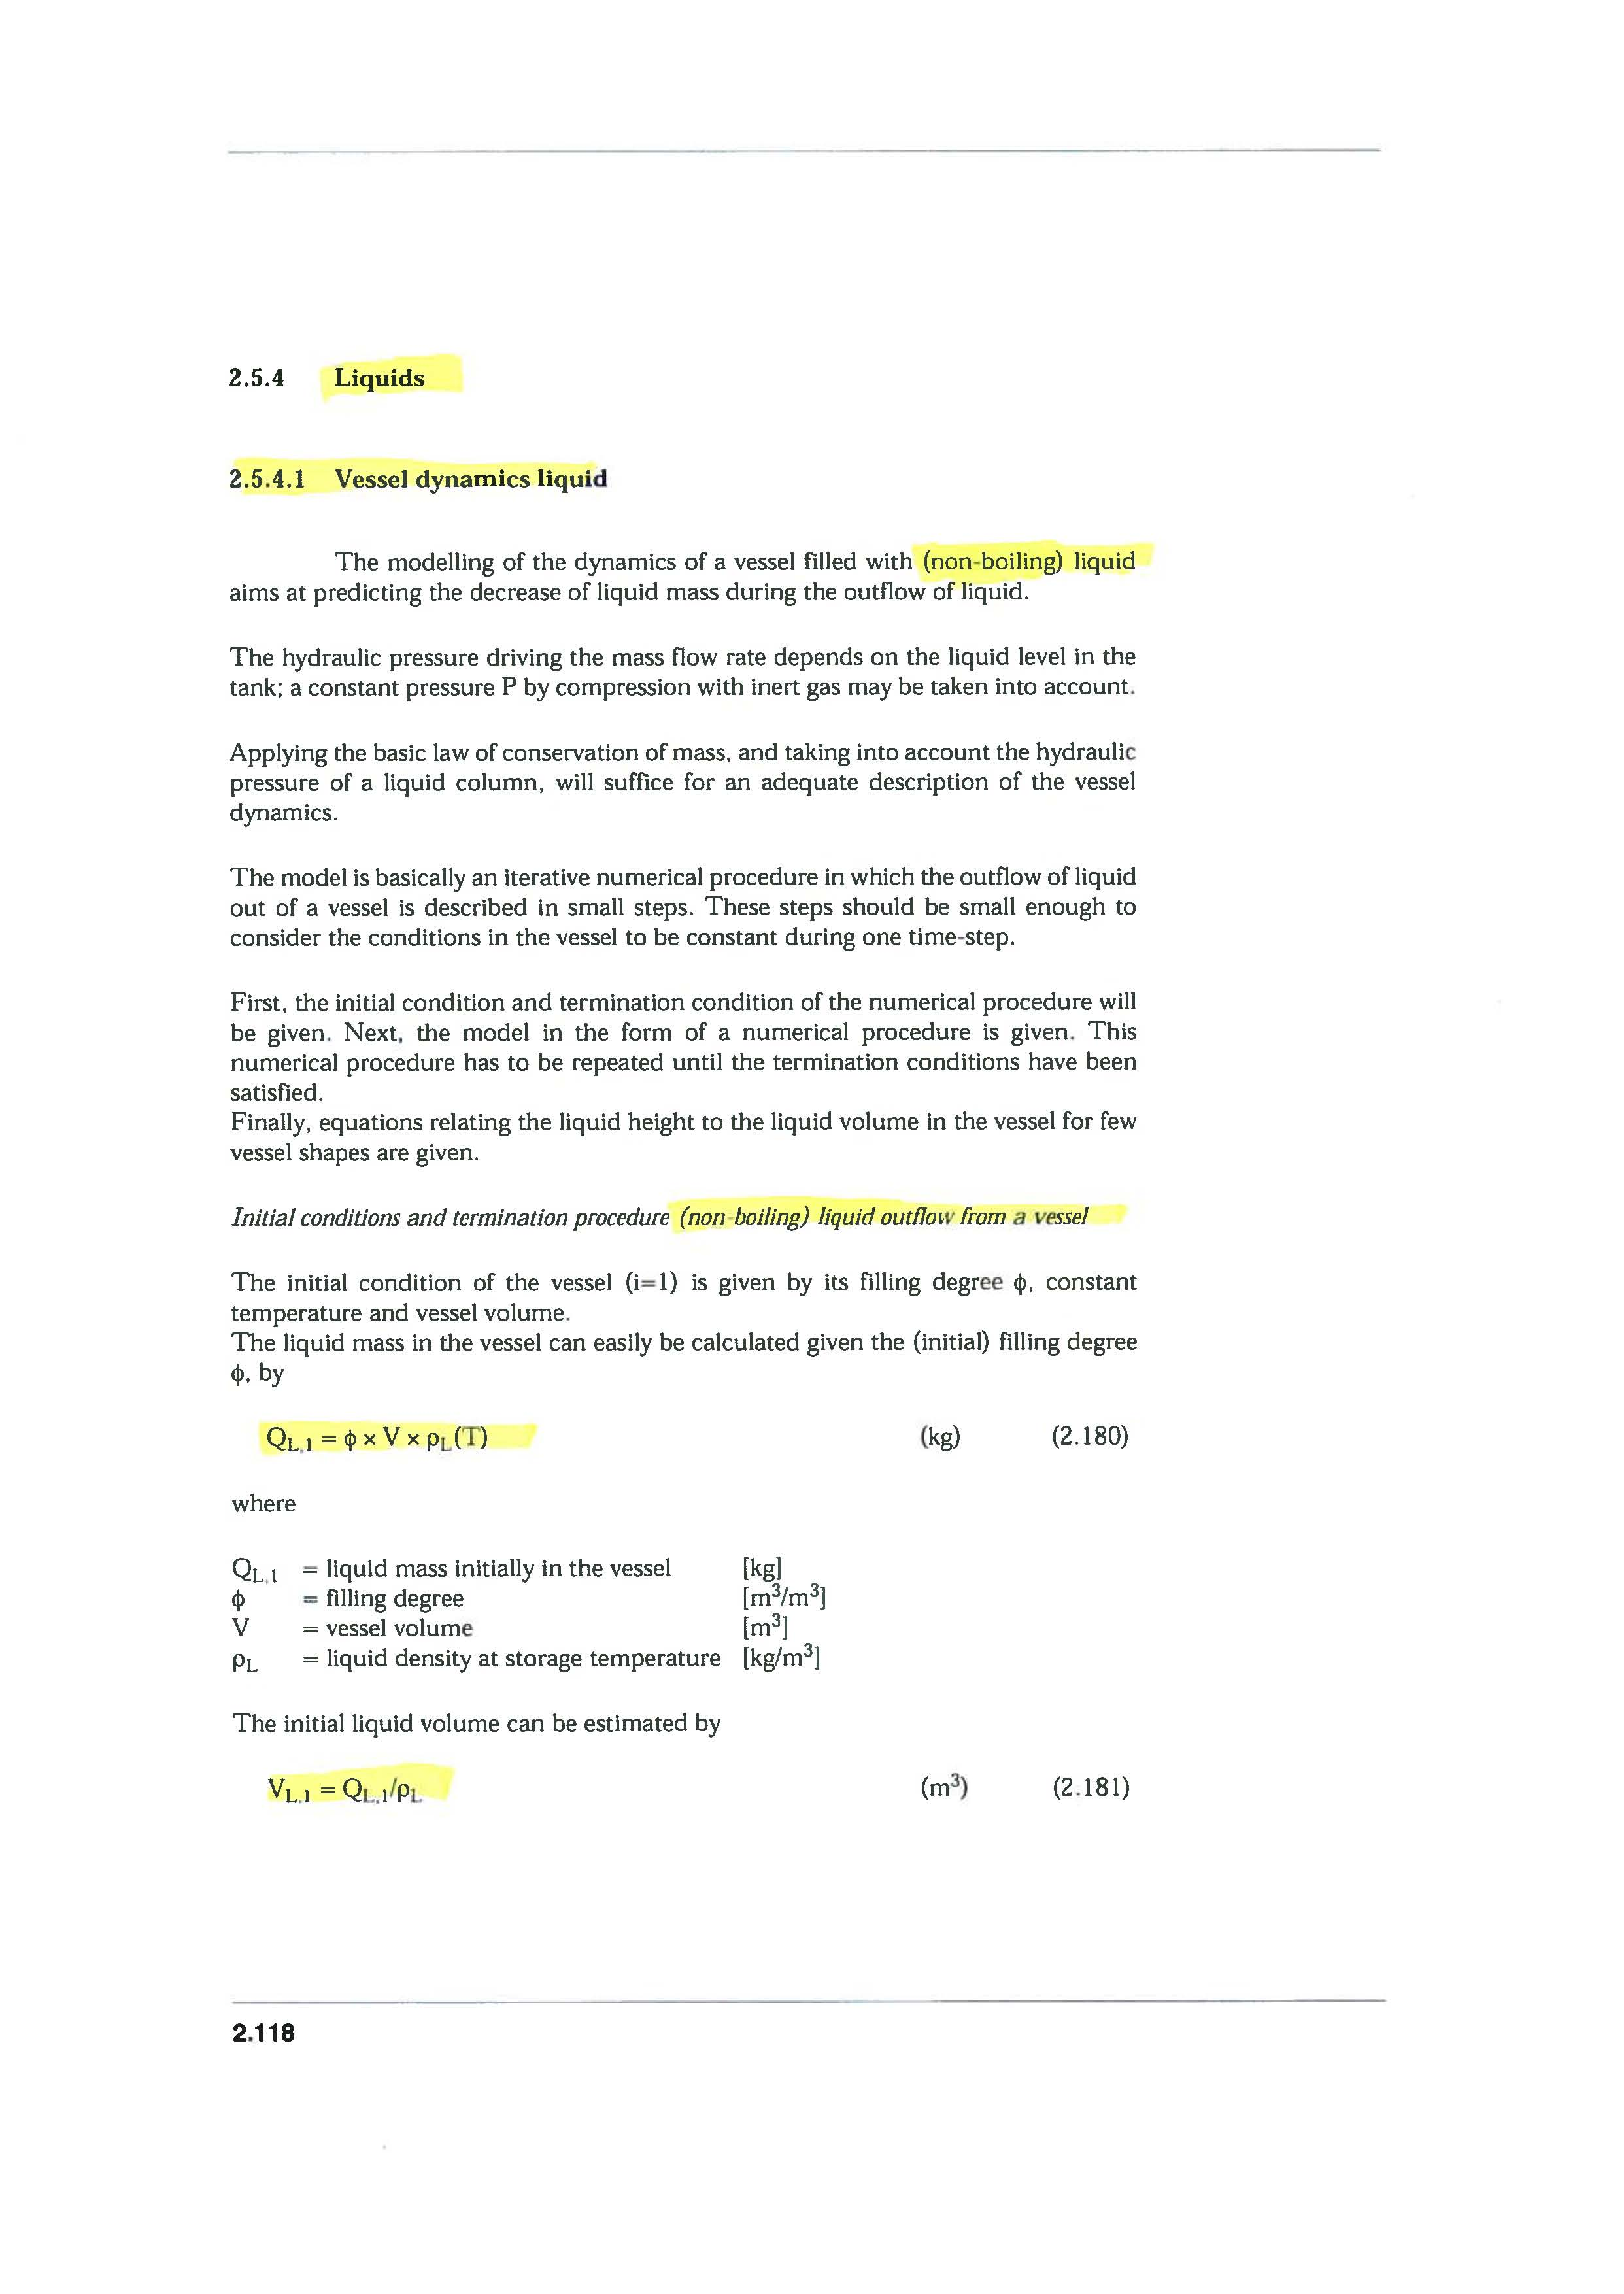 2.5.4 Liquids
2.5.4.1 Vessel dynamics liquid
The modelling of the dynamics of a vessel filled with (non-boiling) liquid
aims at predicting the decrease of liquid mass during the outflow of liquid.
The hydraulic pressure driving the mass flow rate depends on the liquid level in the
tank; a constant pressure P by compression with inert gas may be taken into account.
Applying the basic law of conservation of mass, and taking into account the hydraulic
pressure of a liquid column, will suffice for an adequate description of the vessel
dynamics.
The model is basically an iterative numerical procedure in which the outflow of liquid
out of a vessel is described in small steps. These steps should be small enough to
consider the conditions in the vessel to be constant during one time-step.
First, the initial condition and termination condition of the numerical procedure will
be given. Next, the model in the form of a numerical procedure is given. This
numerical procedure has to be repeated until the termination conditions have been
satisfied.
Finally, equations relating the liquid height to the liquid volume in the vessel for few
vessel shapes are given.
Initial conditions and termination procedure (non-boiling) liquid outflow from a vessel
The initial condition of the vessel (i=1) is given by its filling degree ϕ, constant
temperature and vessel volume.
The liquid mass in the vessel can easily be calculated given the (initial) filling degree
ϕ, by
Q_L,1 = ϕ × V × ρ_L(T) (kg) (2.180)
where
Q_L,1 = liquid mass initially in the vessel [kg]
ϕ = filling degree [m³/m³]
V = vessel volume [m³]
ρ_L = liquid density at storage temperature [kg/m³]
The initial liquid volume can be estimated by
V_L,1 = Q_L,1/ρ_L (m³) (2.181)
2.118